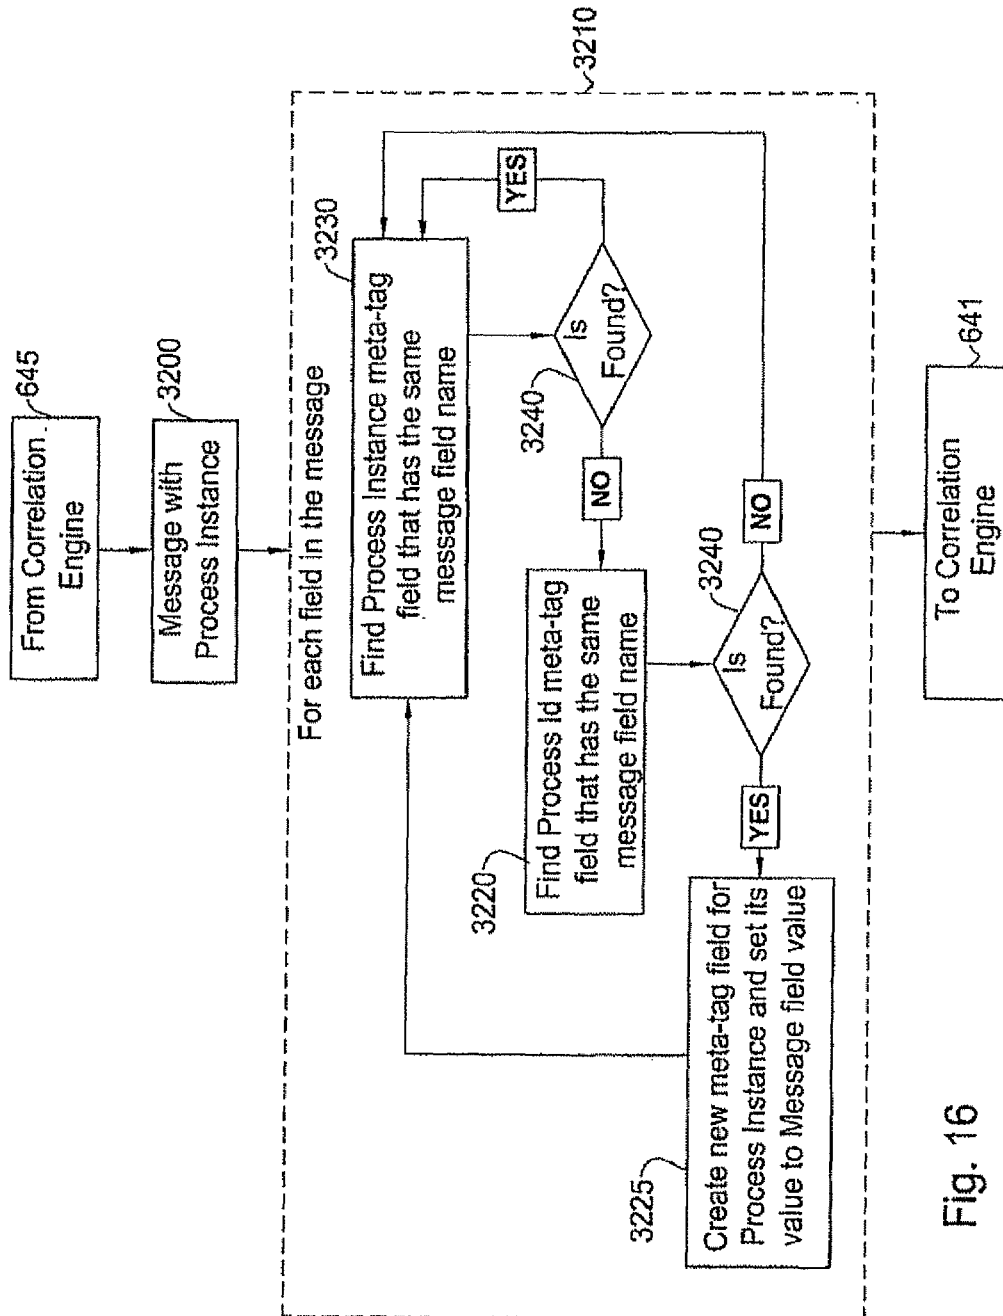 From Correlation
Engine
645
Message with
Process Instance
3200
3210
For each field in the message
Find Process Instance meta-tag
field that has the same
message field name
3230
YES
Is
Found?
3240
NO
Find Process Id meta-tag
field that has the same
message field name
3220
Is
Found?
3240
NO
YES
Create new meta-tag field for
Process Instance and set its
value to Message field value
3225
To Correlation
Engine
641
Fig. 16